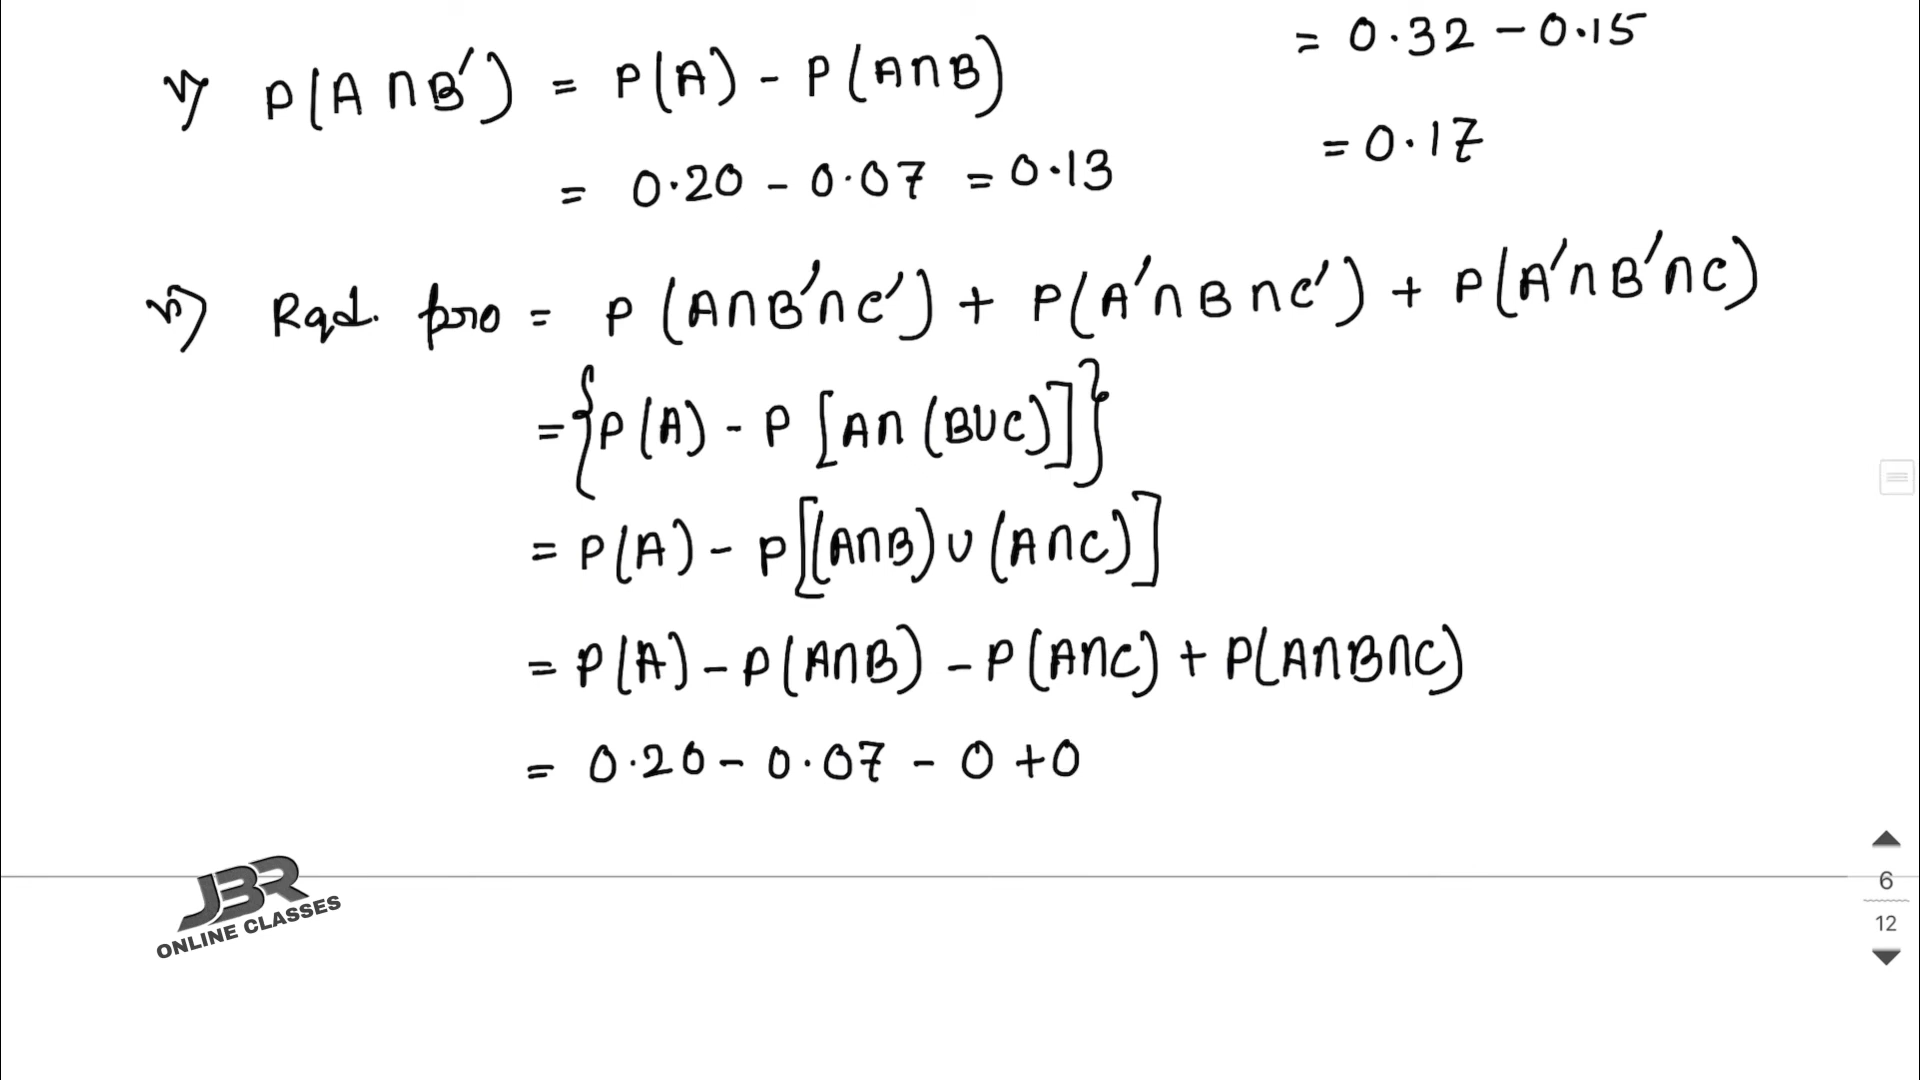 v) P(A∩B′) = P(A) - P(A∩B)
= 0.20 - 0.07 = 0.13
= 0.32 - 0.15
= 0.17
vi) Rqd. pro = P(A∩B′∩C′) + P(A′∩B∩C′) + P(A′∩B′∩C)
= {P(A) - P[A∩(B∪C)]}
= P(A) - P[(A∩B)∪(A∩C)]
= P(A) - P(A∩B) - P(A∩C) + P(A∩B∩C)
= 0.20 - 0.07 - 0 + 0
JBR
ONLINE CLASSES
6
12